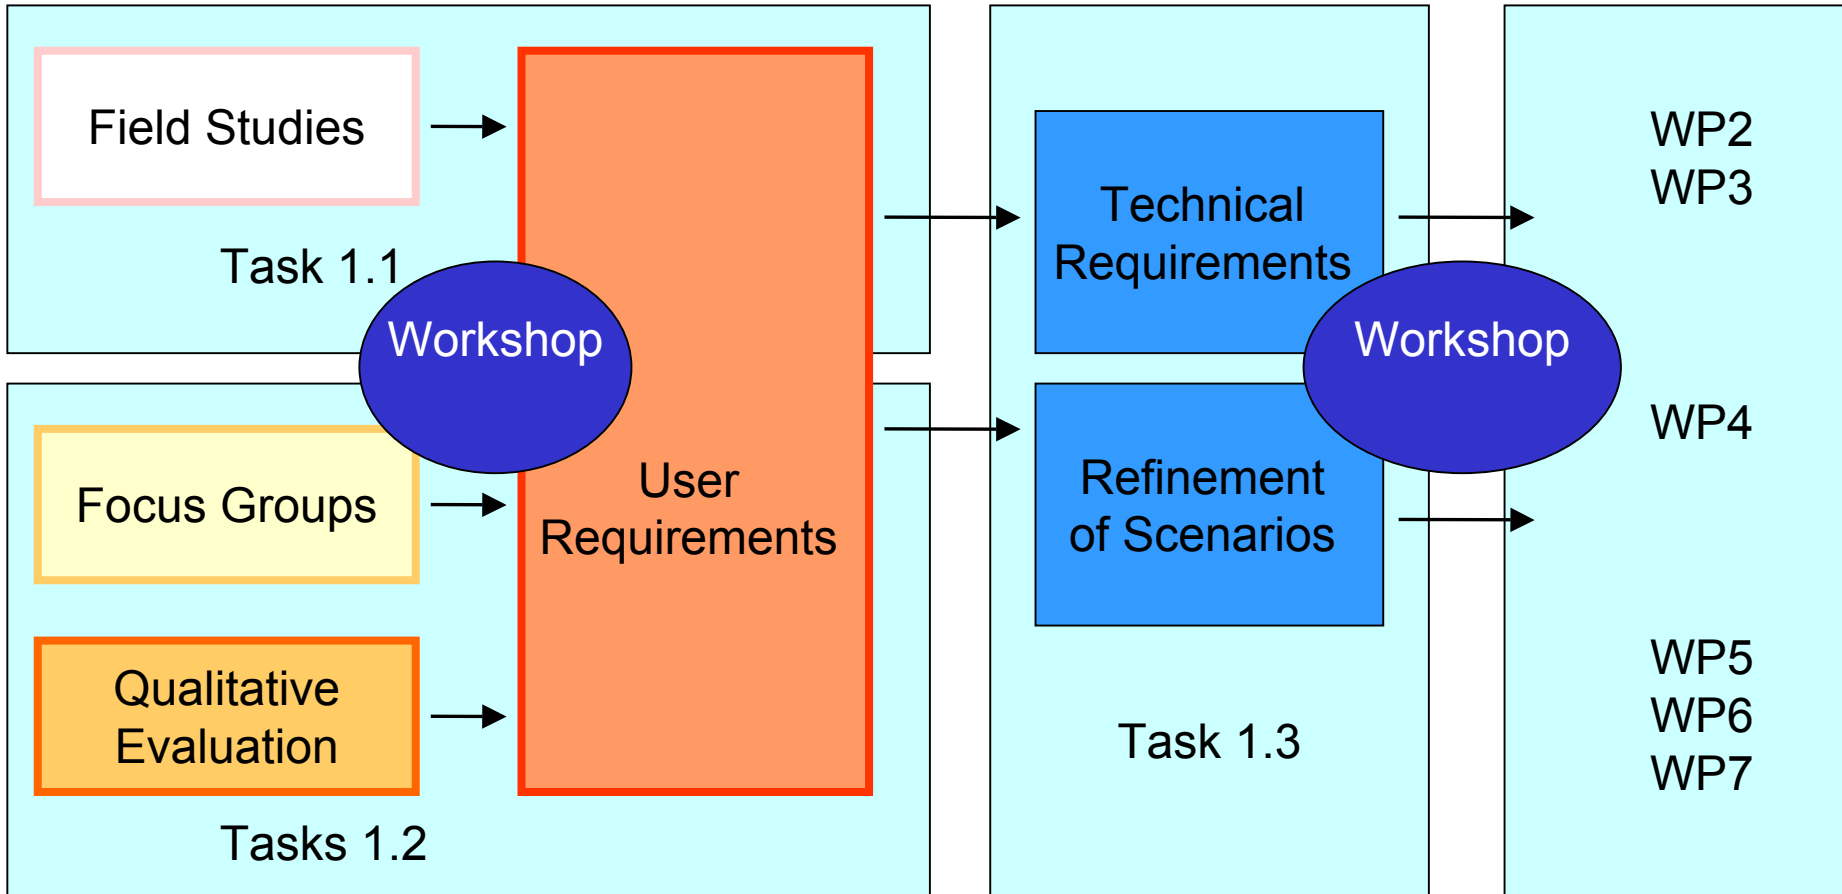 Field Studies
Task 1.1
Workshop
Focus Groups
User
Requirements
Qualitative
Evaluation
Tasks 1.2
Technical
Requirements
Workshop
Refinement
of Scenarios
Task 1.3
WP2
WP3
WP4
WP5
WP6
WP7